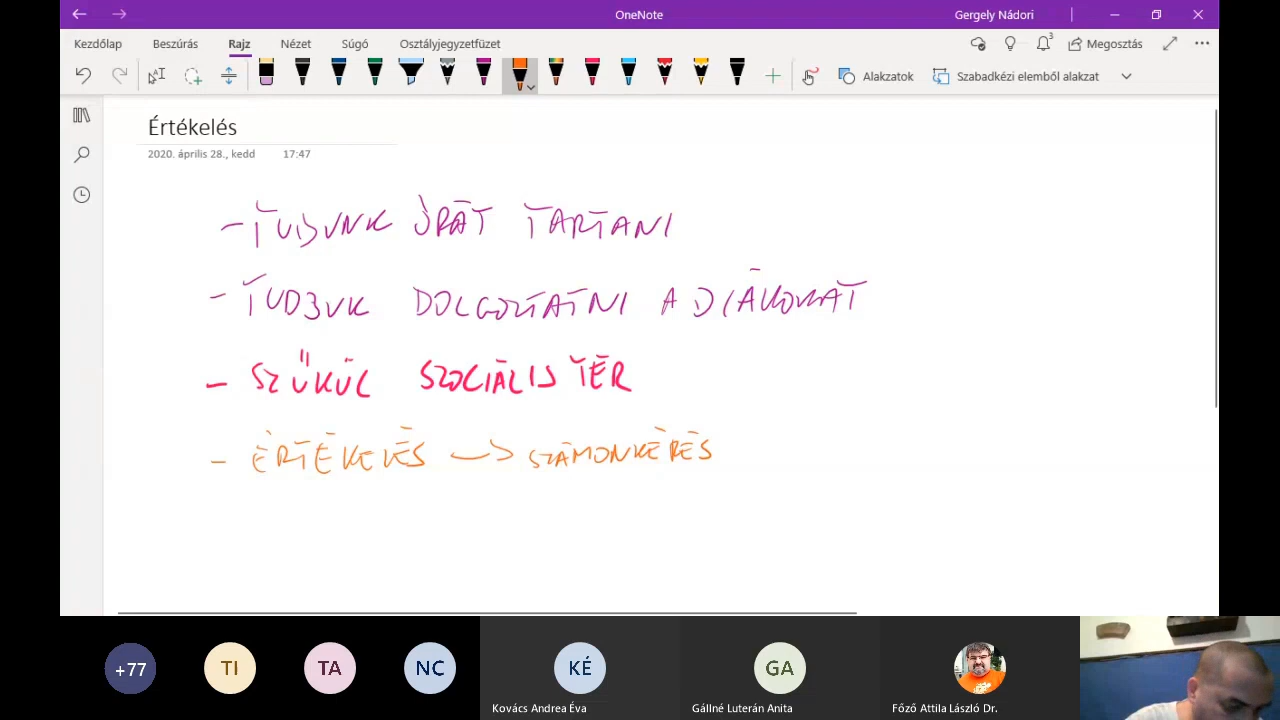 OneNote
Gergely Nádori
Kezdőlap Beszúrás Rajz Nézet Súgó Osztályjegyzetfüzet
3 Megosztás
Alakzatok Szabadkézi elemből alakzat
Értékelés
2020. április 28., kedd 17:47
- TUDUNK ÓRÁT TARTANI
- TUDJUK DOLGOZTATNI A DIÁKOKAT
- SZŰKÜL SZOCIÁLIS TÉR
- ÉRTÉKELÉS → SZÁMONKÉRÉS
+77 TI TA NC KÉ GA
Kovács Andrea Éva Gállné Luterán Anita Főző Attila László Dr.